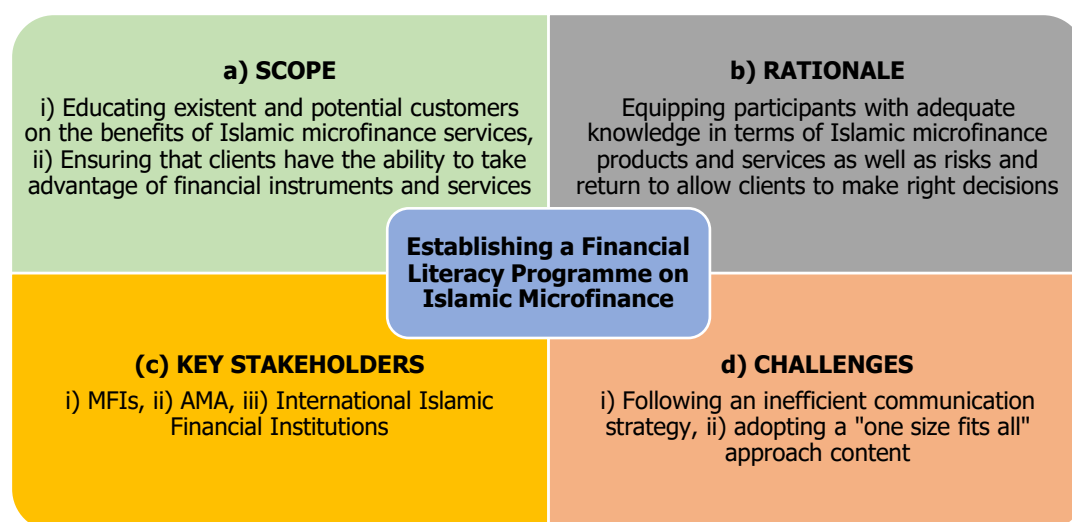 a) SCOPE
i) Educating existent and potential customers
on the benefits of Islamic microfinance services,
ii) Ensuring that clients have the ability to take
advantage of financial instruments and services
b) RATIONALE
Equipping participants with adequate
knowledge in terms of Islamic microfinance
products and services as well as risks and
return to allow clients to make right decisions
Establishing a Financial
Literacy Programme on
Islamic Microfinance
(c) KEY STAKEHOLDERS
i) MFIs, ii) AMA, iii) International Islamic
Financial Institutions
d) CHALLENGES
i) Following an inefficient communication
strategy, ii) adopting a "one size fits all"
approach content